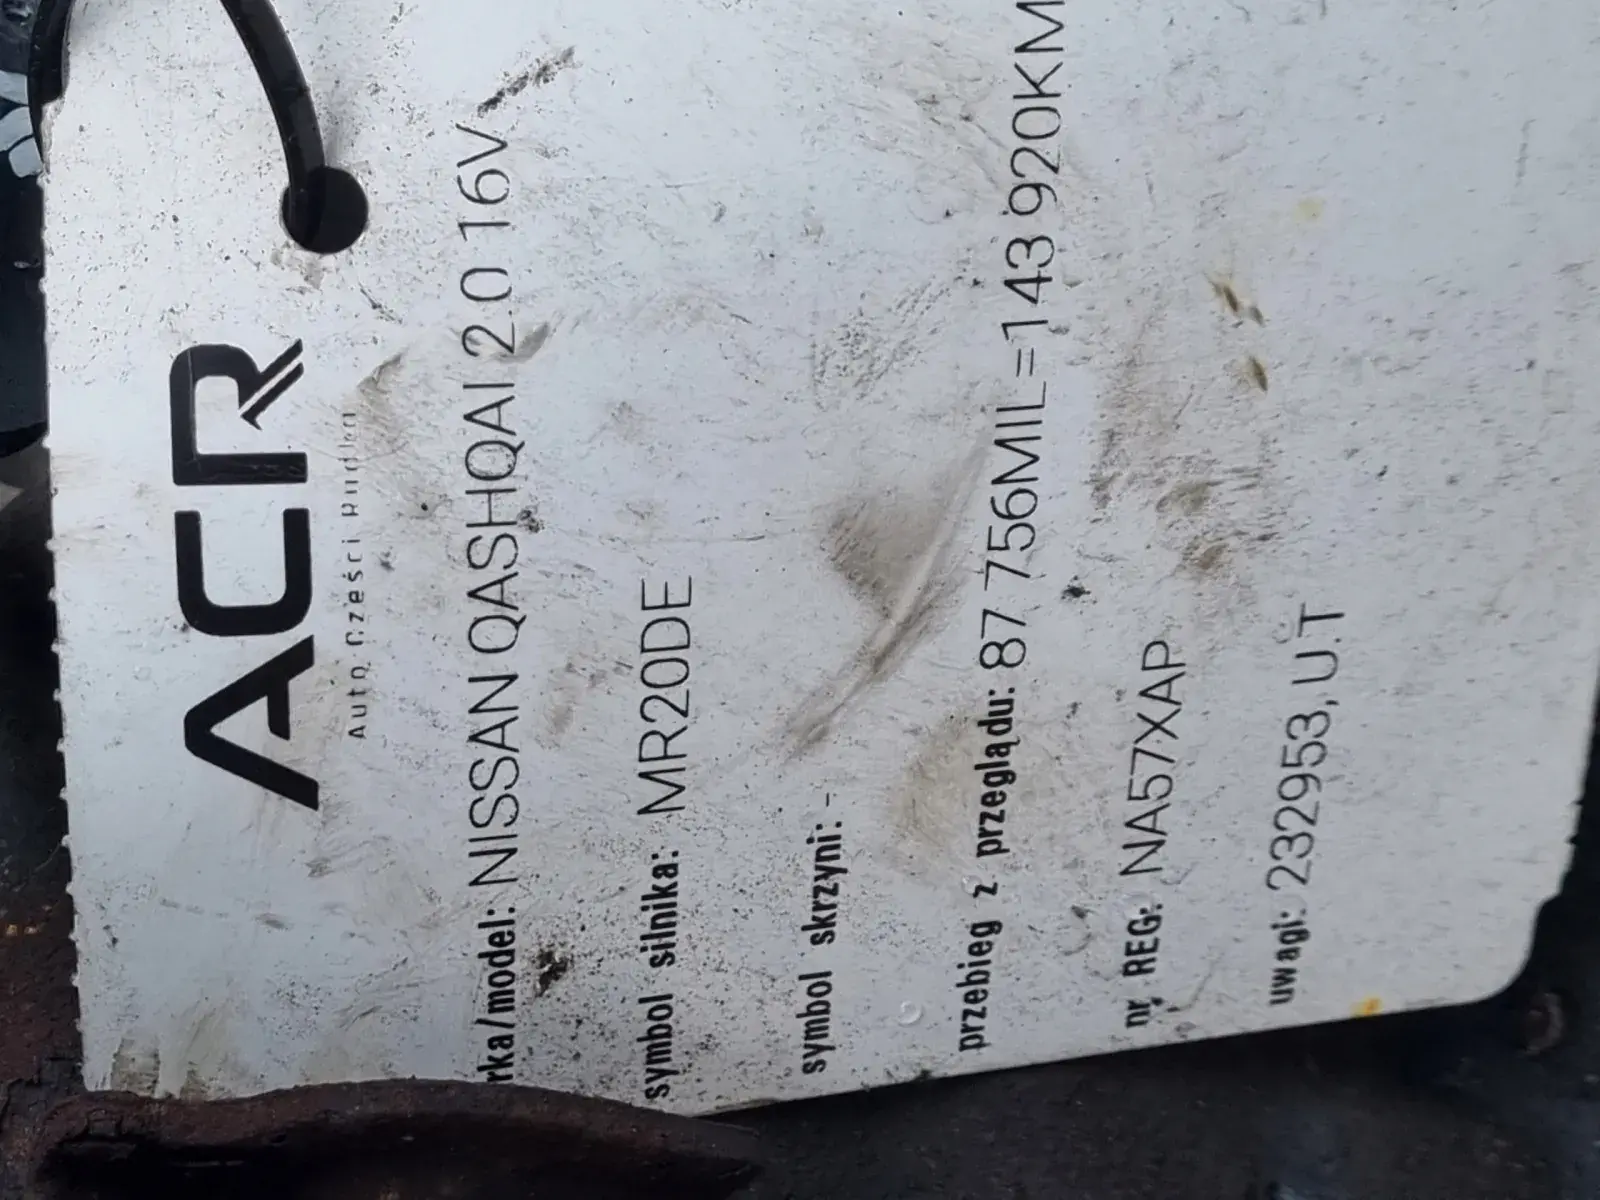 ACR
Auto Części Rudnicki
rka/model: NISSAN QASHQAI 2.0 16V
symbol silnika: MR20DE
symbol skrzyni: -
przebieg z przeglądu: 87 756MIL=143 920KM
nr REG: NA57XAP
uwagi: 232953, U.T